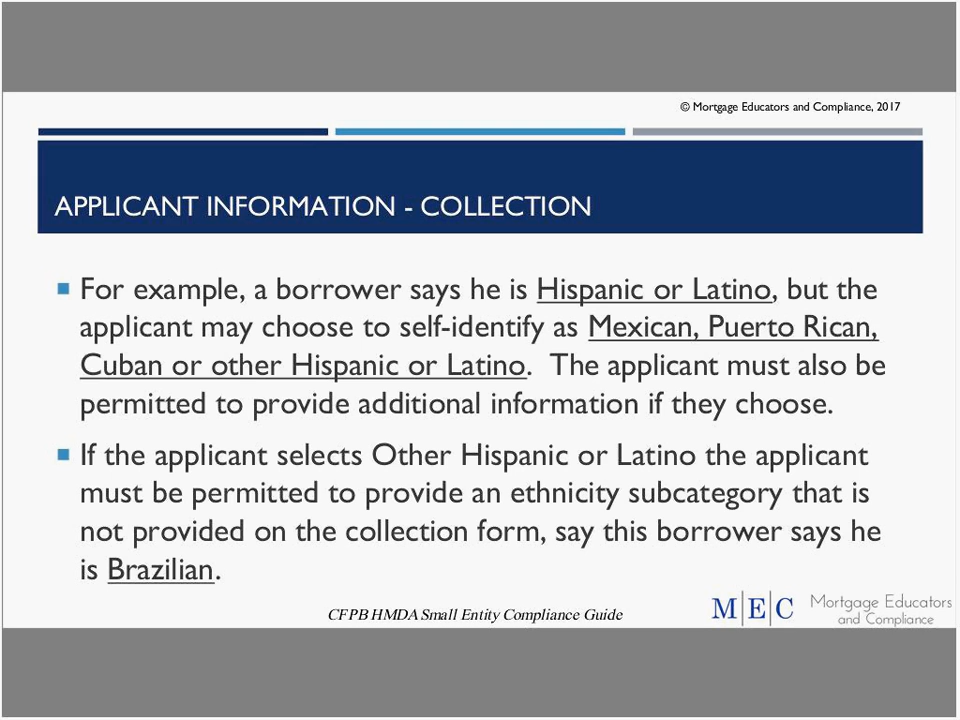 © Mortgage Educators and Compliance, 2017
APPLICANT INFORMATION - COLLECTION
For example, a borrower says he is Hispanic or Latino, but the
applicant may choose to self-identify as Mexican, Puerto Rican,
Cuban or other Hispanic or Latino.  The applicant must also be
permitted to provide additional information if they choose.
If the applicant selects Other Hispanic or Latino the applicant
must be permitted to provide an ethnicity subcategory that is
not provided on the collection form, say this borrower says he
is Brazilian.
CFPB HMDA Small Entity Compliance Guide
M|E|C Mortgage Educators
and Compliance